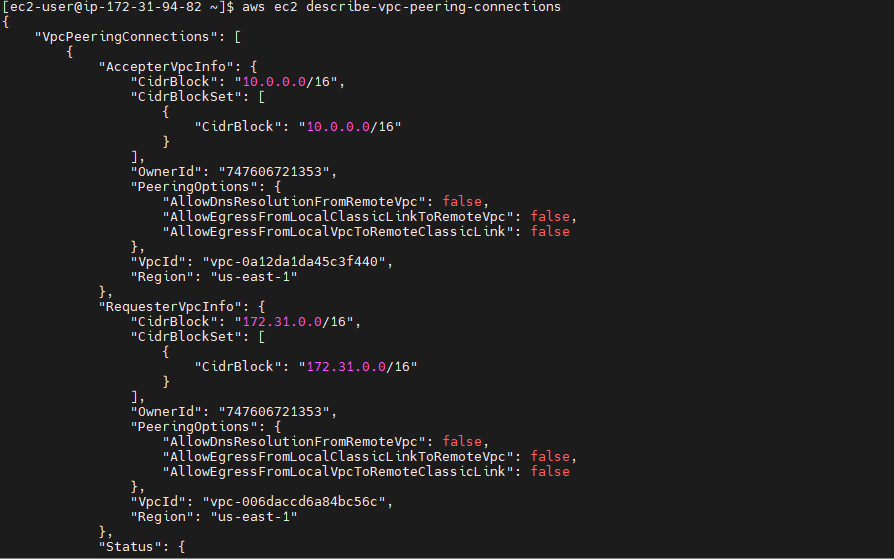 [ec2-user@ip-172-31-94-82 ~]$ aws ec2 describe-vpc-peering-connections
{
    "VpcPeeringConnections": [
        {
            "AccepterVpcInfo": {
                "CidrBlock": "10.0.0.0/16",
                "CidrBlockSet": [
                    {
                        "CidrBlock": "10.0.0.0/16"
                    }
                ],
                "OwnerId": "747606721353",
                "PeeringOptions": {
                    "AllowDnsResolutionFromRemoteVpc": false,
                    "AllowEgressFromLocalClassicLinkToRemoteVpc": false,
                    "AllowEgressFromLocalVpcToRemoteClassicLink": false
                },
                "VpcId": "vpc-0a12da1da45c3f440",
                "Region": "us-east-1"
            },
            "RequesterVpcInfo": {
                "CidrBlock": "172.31.0.0/16",
                "CidrBlockSet": [
                    {
                        "CidrBlock": "172.31.0.0/16"
                    }
                ],
                "OwnerId": "747606721353",
                "PeeringOptions": {
                    "AllowDnsResolutionFromRemoteVpc": false,
                    "AllowEgressFromLocalClassicLinkToRemoteVpc": false,
                    "AllowEgressFromLocalVpcToRemoteClassicLink": false
                },
                "VpcId": "vpc-006daccd6a84bc56c",
                "Region": "us-east-1"
            },
            "Status": {